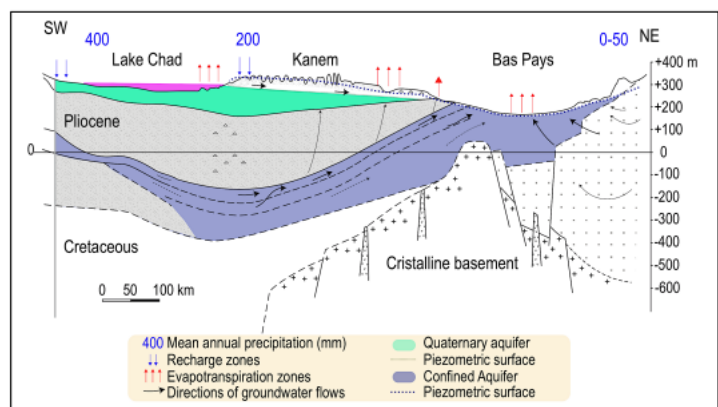 SW
NE
400
200
0-50
Lake Chad
Kanem
Bas Pays
+400 m
+300
+200
+100
0
-100
-200
-300
-400
-500
-600
0
Pliocene
Cretaceous
Cristalline basement
0 50 100 km
400 Mean annual precipitation (mm)
Recharge zones
Evapotranspiration zones
Directions of groundwater flows
Quaternary aquifer
Piezometric surface
Confined Aquifer
Piezometric surface